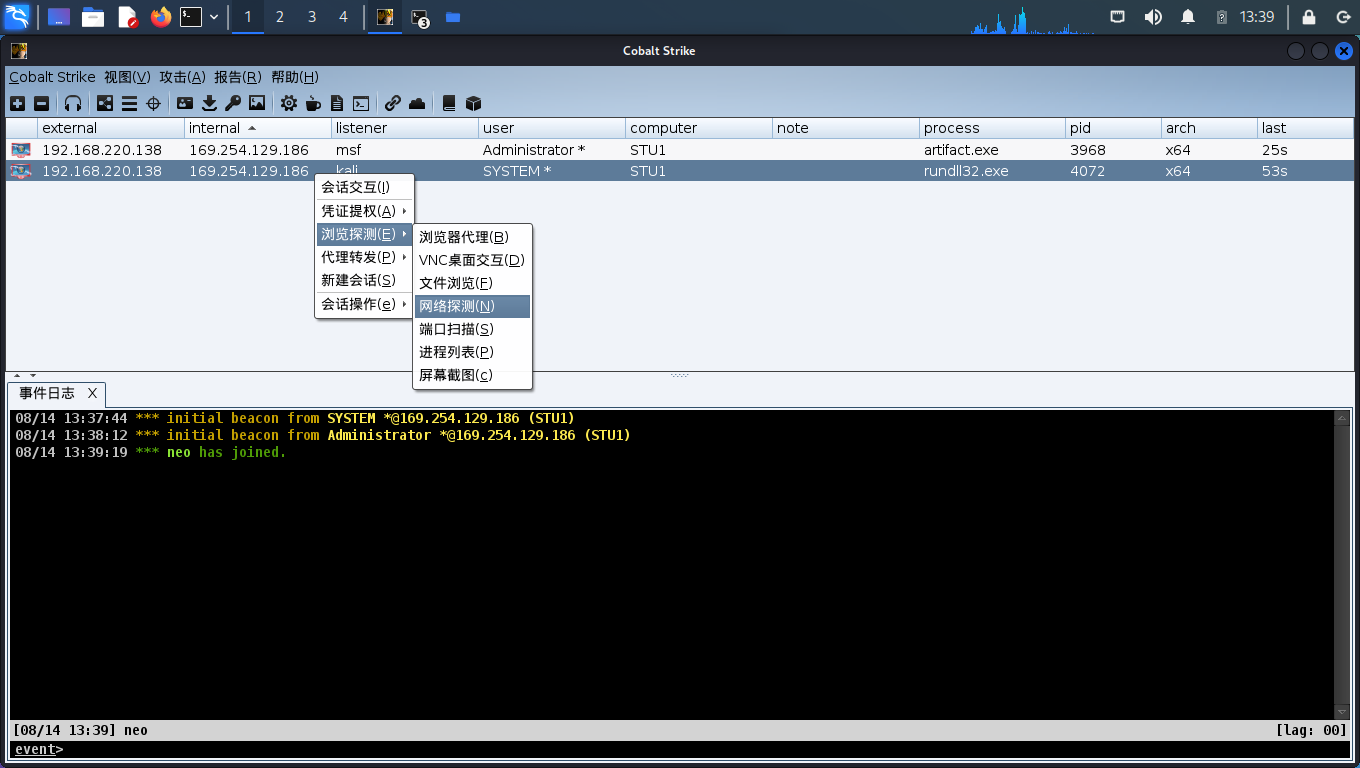 1 2 3 4 3 13:39
Cobalt Strike
Cobalt Strike 视图(V) 攻击(A) 报告(R) 帮助(H)
external internal listener user computer note process pid arch last
192.168.220.138 169.254.129.186 msf Administrator * STU1 artifact.exe 3968 x64 25s
192.168.220.138 169.254.129.186 kali SYSTEM * STU1 rundll32.exe 4072 x64 53s
会话交互(I)
凭证提权(A)
浏览探测(E)
代理转发(P)
新建会话(S)
会话操作(e)
浏览器代理(B)
VNC桌面交互(D)
文件浏览(F)
网络探测(N)
端口扫描(S)
进程列表(P)
屏幕截图(c)
事件日志 X
08/14 13:37:44 *** initial beacon from SYSTEM *@169.254.129.186 (STU1)
08/14 13:38:12 *** initial beacon from Administrator *@169.254.129.186 (STU1)
08/14 13:39:19 *** neo has joined.
[08/14 13:39] neo [lag: 00]
event>